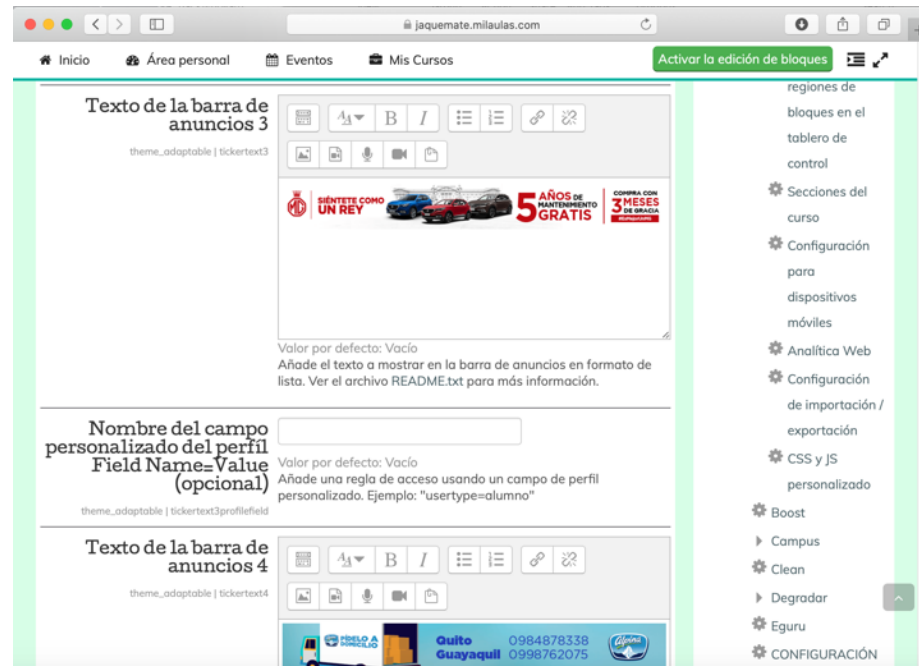 jaquemate.milaulas.com
Inicio Área personal Eventos Mis Cursos Activar la edición de bloques
Texto de la barra de
anuncios 3
theme_adaptable | tickertext3
B I
MG
SIÉNTETE COMO
UN REY
5 AÑOS DE
MANTENIMIENTO
GRATIS
COMPRA CON
3 MESES
DE GRACIA
Valor por defecto: Vacío
Añade el texto a mostrar en la barra de anuncios en formato de
lista. Ver el archivo README.txt para más información.
Nombre del campo
personalizado del perfíl
Field Name=Value
(opcional)
theme_adaptable | tickertext3profilefield
Valor por defecto: Vacío
Añade una regla de acceso usando un campo de perfil
personalizado. Ejemplo: "usertype=alumno"
Texto de la barra de
anuncios 4
theme_adaptable | tickertext4
B I
PÍDELO A
DOMICILIO
Quito 0984878338
Guayaquil 0998762075
Alpina
regiones de
bloques en el
tablero de
control
Secciones del
curso
Configuración
para
dispositivos
móviles
Analítica Web
Configuración
de importación /
exportación
CSS y JS
personalizado
Boost
Campus
Clean
Degradar
Eguru
CONFIGURACIÓN